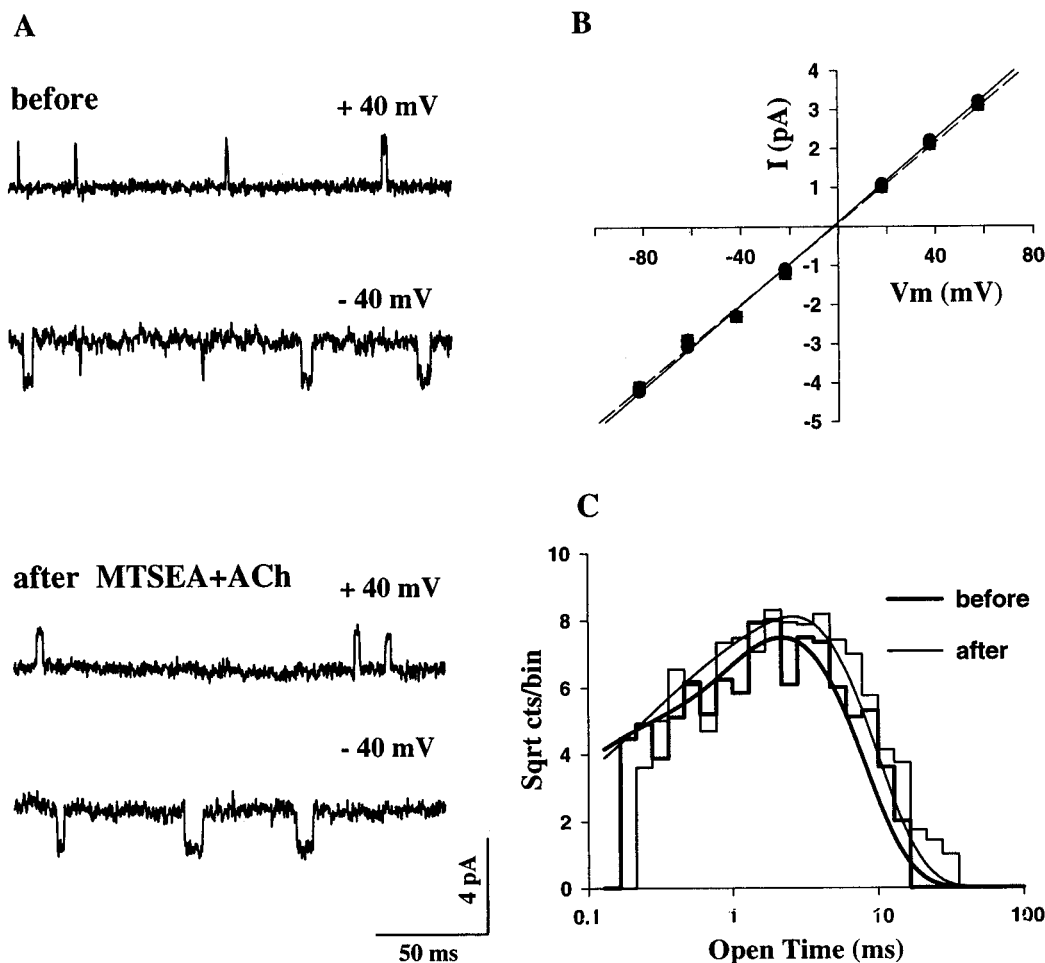 A
before
+ 40 mV
- 40 mV
after MTSEA+ACh
+ 40 mV
- 40 mV
4 pA
50 ms
B
I (pA)
4
3
2
1
-80
-40
40
80
-1
-2
-3
-4
-5
Vm (mV)
C
Sqrt cts/bin
10
8
6
4
2
0
before
after
0.1
1
10
100
Open Time (ms)